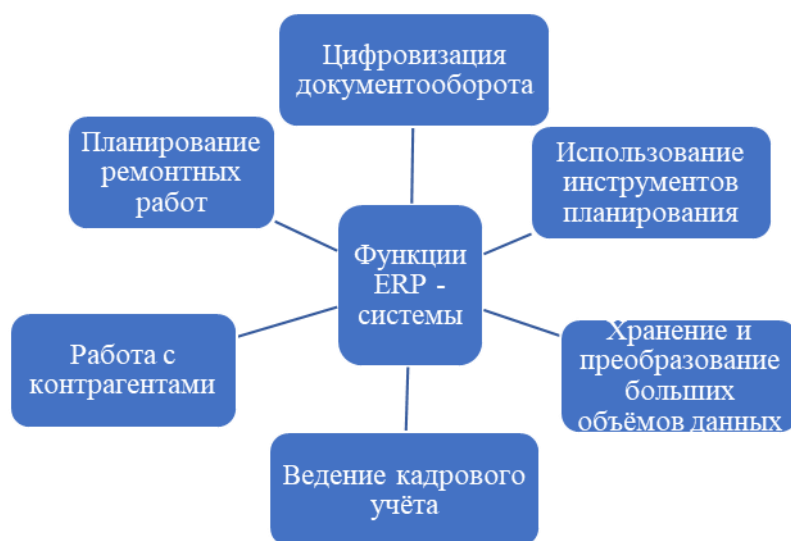 Цифровизация
документооборота
Планирование
ремонтных
работ
Использование
инструментов
планирования
Функции
ERP -
системы
Работа с
контрагентами
Хранение и
преобразование
больших
объёмов данных
Ведение кадрового
учёта